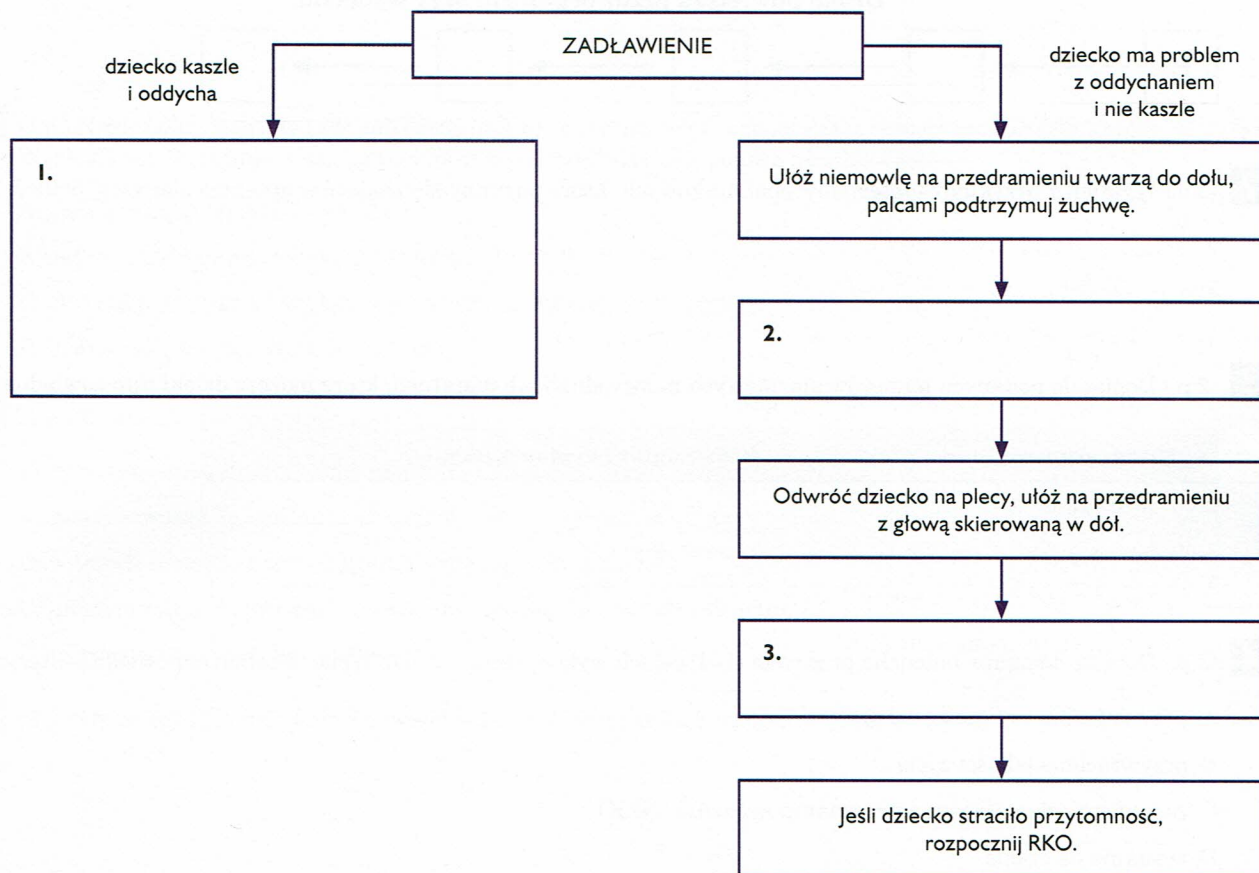 ZADŁAWIENIE
dziecko kaszle
i oddycha
dziecko ma problem
z oddychaniem
i nie kaszle
1.
Ułóż niemowlę na przedramieniu twarzą do dołu,
palcami podtrzymuj żuchwę.
2.
Odwróć dziecko na plecy, ułóż na przedramieniu
z głową skierowaną w dół.
3.
Jeśli dziecko straciło przytomność,
rozpocznij RKO.